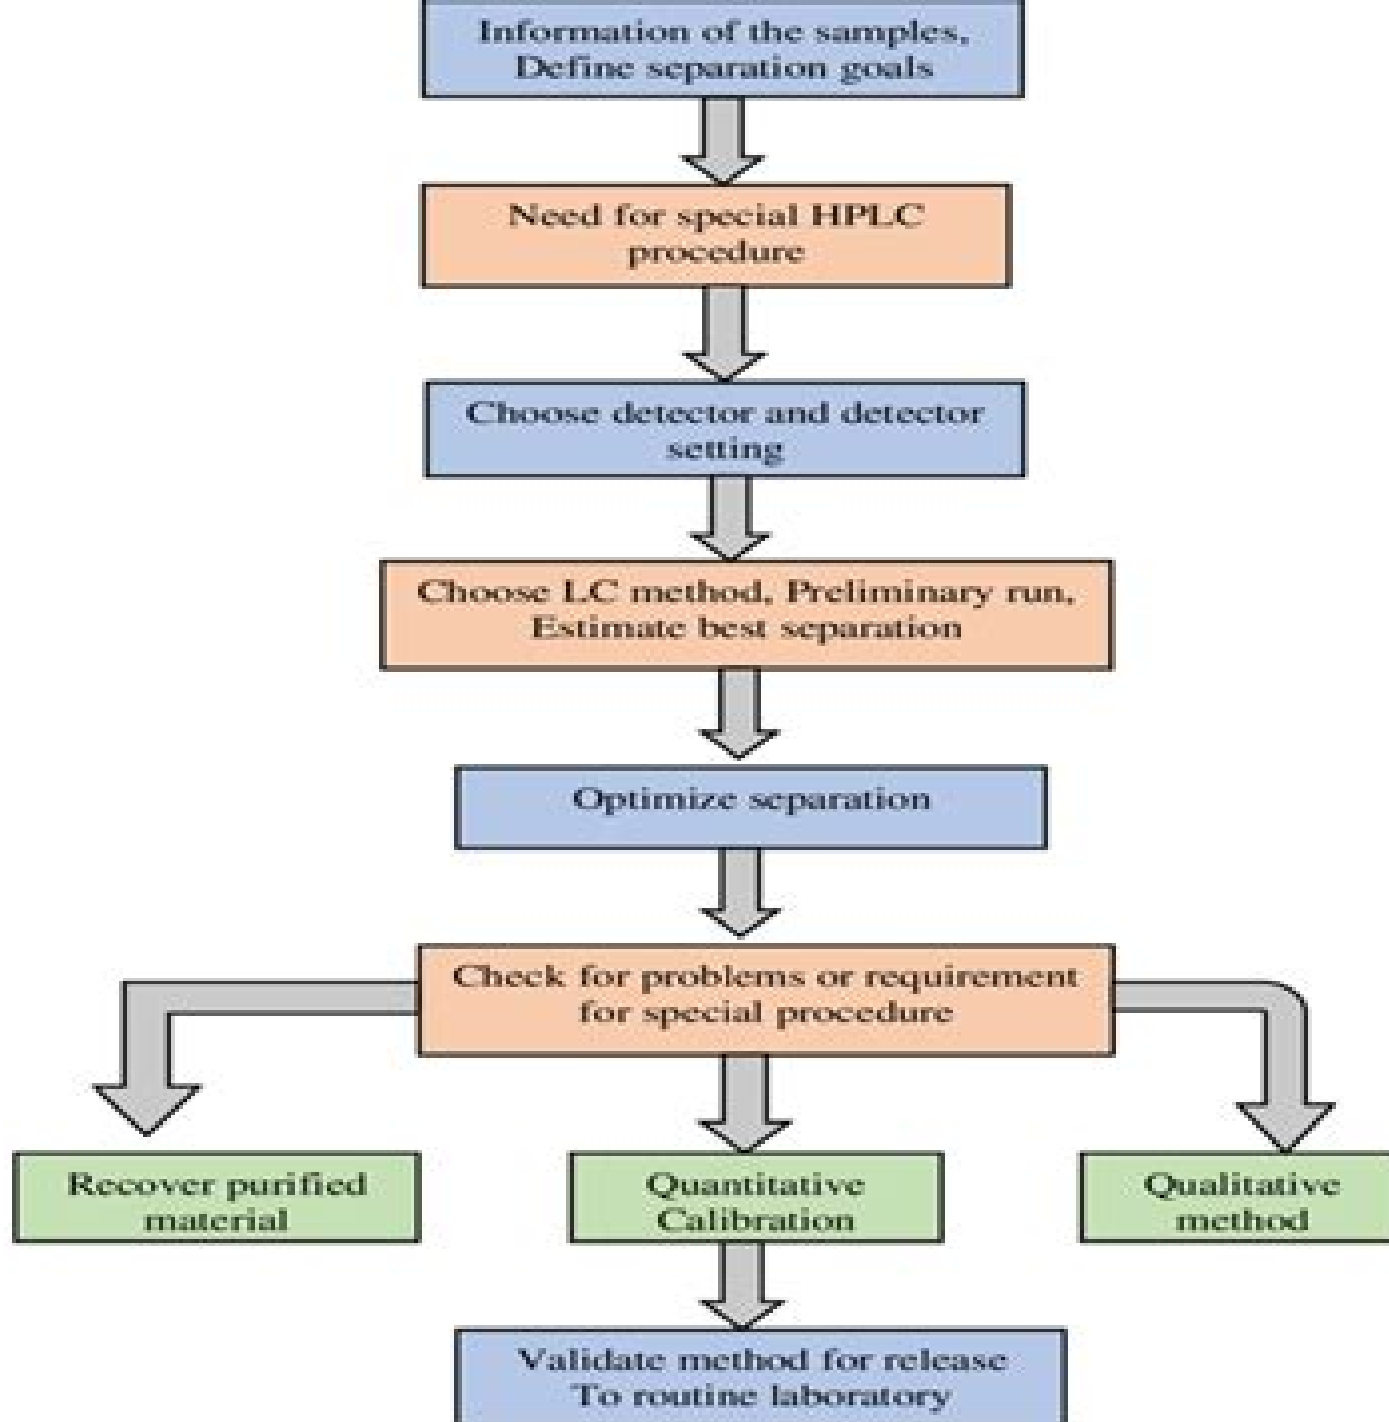 Information of the samples,
Define separation goals
Need for special HPLC
procedure
Choose detector and detector
setting
Choose LC method, Preliminary run,
Estimate best separation
Optimize separation
Check for problems or requirement
for special procedure
Recover purified
material
Quantitative
Calibration
Qualitative
method
Validate method for release
To routine laboratory